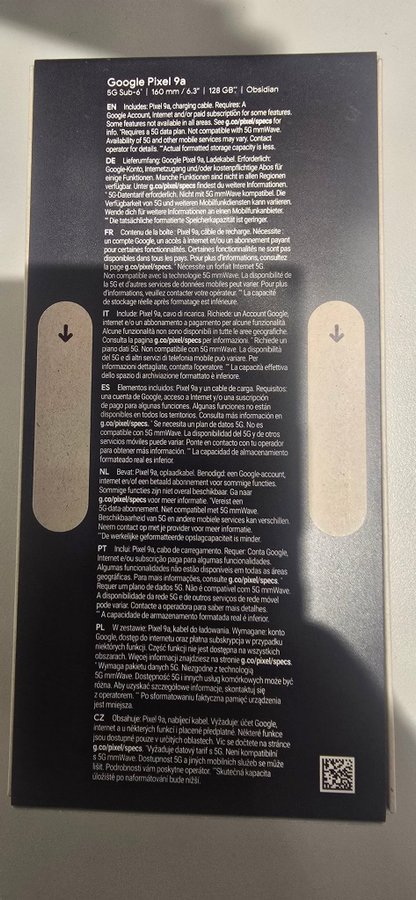 Google Pixel 9a
5G Sub-6* | 160 mm / 6.3" | 128 GB** | Obsidian
EN Includes: Pixel 9a, charging cable. Requires: A
Google Account, Internet and/or paid subscription for some features.
Some features not available in all areas. See g.co/pixel/specs for
info. *Requires a 5G data plan. Not compatible with 5G mmWave.
Availability of 5G and other mobile services may vary. Contact
operator for details. **Actual formatted storage capacity is less.
DE Lieferumfang: Google Pixel 9a, Ladekabel. Erforderlich:
Google-Konto, Internetzugang und/oder kostenpflichtige Abos für
einige Funktionen. Manche Funktionen sind nicht in allen Regionen
verfügbar. Unter g.co/pixel/specs findest du weitere Informationen.
*5G-Datentarif erforderlich. Nicht mit 5G mmWave kompatibel. Die
Verfügbarkeit von 5G und weiteren Mobilfunkdiensten kann variieren.
Wende dich für weitere Informationen an einen Mobilfunkanbieter.
**Die tatsächliche formatierte Speicherkapazität ist geringer.
FR Contenu de la boîte : Pixel 9a, câble de recharge. Nécessite :
un compte Google, un accès à Internet et/ou un abonnement payant
pour certaines fonctionnalités. Certaines fonctionnalités ne sont pas
disponibles dans tous les pays. Pour plus d'informations, consultez
la page g.co/pixel/specs. *Nécessite un forfait Internet 5G.
Non compatible avec la technologie 5G mmWave. La disponibilité de
la 5G et d'autres services de données mobiles peut varier. Pour plus
d'informations, veuillez contacter votre opérateur. **La capacité
de stockage réelle après formatage est inférieure.
IT Include: Pixel 9a, cavo di ricarica. Richiede: un Account Google,
internet e/o un abbonamento a pagamento per alcune funzionalità.
Alcune funzionalità non sono disponibili in tutte le aree geografiche.
Consulta la pagina g.co/pixel/specs per informazioni. *Richiede un
piano dati 5G. Non compatibile con 5G mmWave. La disponibilità
del 5G e di altri servizi di telefonia mobile può variare. Per
informazioni dettagliate, contatta l'operatore. **La capacità effettiva
dello spazio di archiviazione formattato è inferiore.
ES Elementos incluidos: Pixel 9a y un cable de carga. Requisitos:
una cuenta de Google, acceso a Internet y/o una suscripción
de pago para algunas funciones. Algunas funciones no están
disponibles en todos los territorios. Consulta más información en
g.co/pixel/specs. *Se necesita un plan de datos 5G. No es
compatible con 5G mmWave. La disponibilidad del 5G y de otros
servicios móviles puede variar. Ponte en contacto con tu operador
para obtener más información. **La capacidad de almacenamiento
formateado real es inferior.
NL Bevat: Pixel 9a, oplaadkabel. Benodigd: een Google-account,
internet en/of een betaald abonnement voor sommige functies.
Sommige functies zijn niet overal beschikbaar. Ga naar
g.co/pixel/specs voor meer informatie. *Vereist een
5G-data-abonnement. Niet compatibel met 5G mmWave.
Beschikbaarheid van 5G en andere mobiele services kan verschillen.
Neem contact op met je provider voor meer informatie.
**De werkelijke geformatteerde opslagcapaciteit is minder.
PT Inclui: Pixel 9a, cabo de carregamento. Requer: Conta Google,
Internet e/ou subscrição paga para algumas funcionalidades.
Algumas funcionalidades não estão disponíveis em todas as áreas
geográficas. Para mais informações, consulte g.co/pixel/specs. *
Requer um plano de dados 5G. Não é compatível com 5G mmWave.
A disponibilidade da rede 5G e de outros serviços de rede móvel
pode variar. Contacte a operadora para saber mais detalhes.
**A capacidade de armazenamento formatada real é inferior.
PL W zestawie: Pixel 9a, kabel do ładowania. Wymagane: konto
Google, dostęp do internetu oraz płatna subskrypcja w przypadku
niektórych funkcji. Część funkcji nie jest dostępna na wszystkich
obszarach. Więcej informacji znajdziesz na stronie g.co/pixel/specs.
*Wymaga pakietu danych 5G. Niezgodne z technologią
5G mmWave. Dostępność 5G i innych usług komórkowych może być
różna. Aby uzyskać szczegółowe informacje, skontaktuj się
z operatorem. **Po sformatowaniu faktyczna pamięć urządzenia
jest mniejsza.
CZ Obsahuje: Pixel 9a, nabíjecí kabel. Vyžaduje: účet Google,
internet a u některých funkcí i placené předplatné. Některé funkce
jsou dostupné pouze v určitých oblastech. Víc se dočtete na stránce
g.co/pixel/specs. *Vyžaduje datový tarif s 5G. Není kompatibilní
s 5G mmWave. Dostupnost 5G a jiných mobilních služeb se může
lišit. Podrobnosti vám poskytne operátor. **Skutečná kapacita
úložiště po naformátování bude nižší.